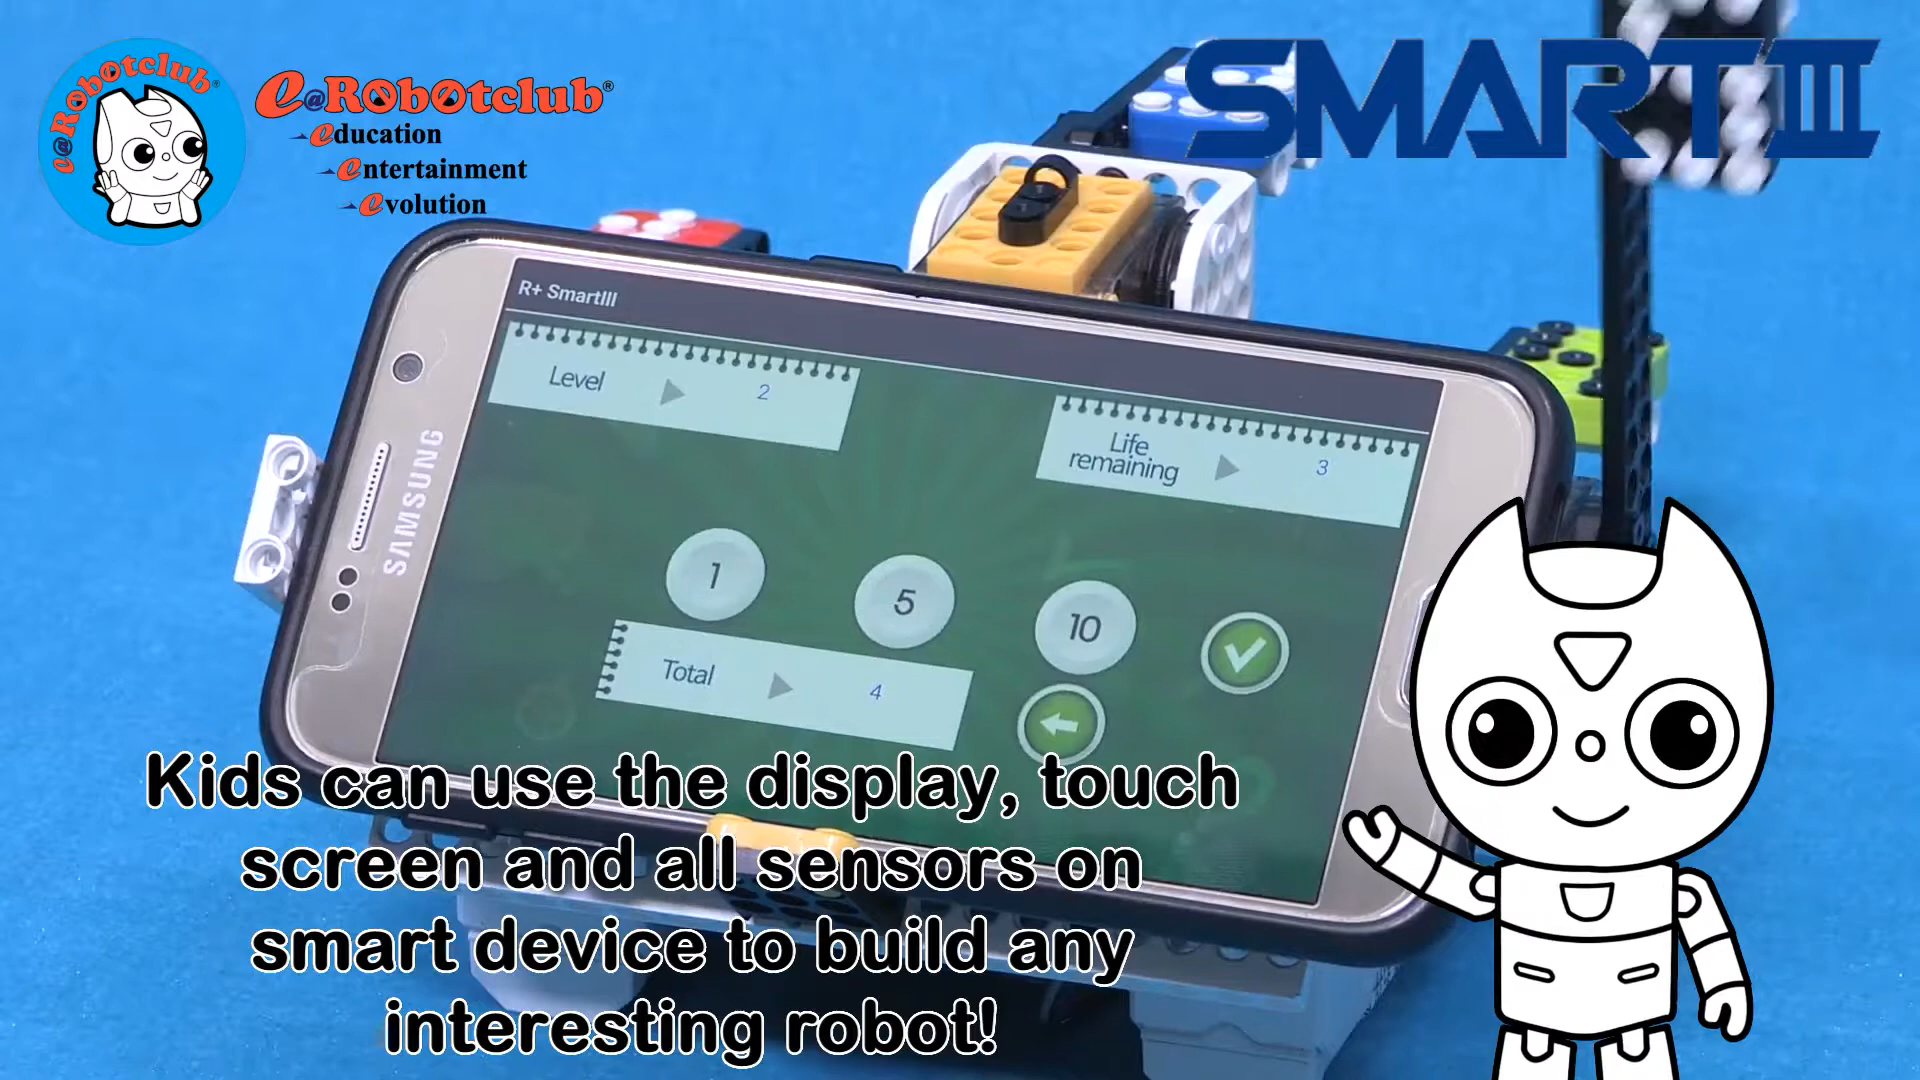 e@Robotclub®
e@Robotclub®
education
entertainment
evolution
SMART III
R+ SmartIII
Level 2
Life
remaining 3
SAMSUNG
1 5 10
Total 4
Kids can use the display, touch
screen and all sensors on
smart device to build any
interesting robot!